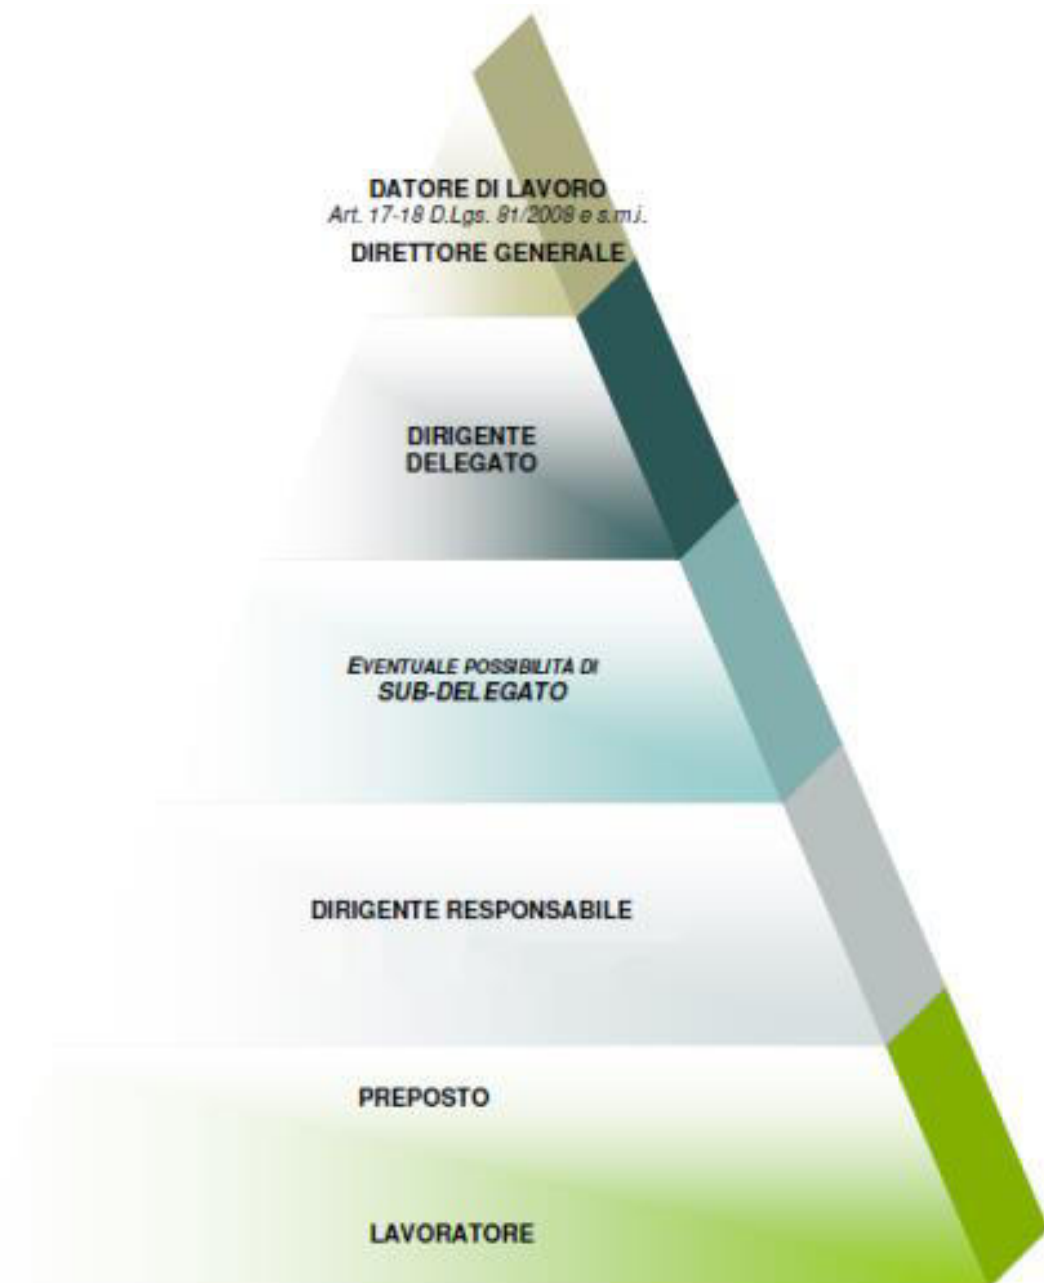 DATORE DI LAVORO
Art. 17-18 D.Lgs. 81/2008 e s.m.i.
DIRETTORE GENERALE
DIRIGENTE
DELEGATO
EVENTUALE POSSIBILITÀ DI
SUB-DELEGATO
DIRIGENTE RESPONSABILE
PREPOSTO
LAVORATORE